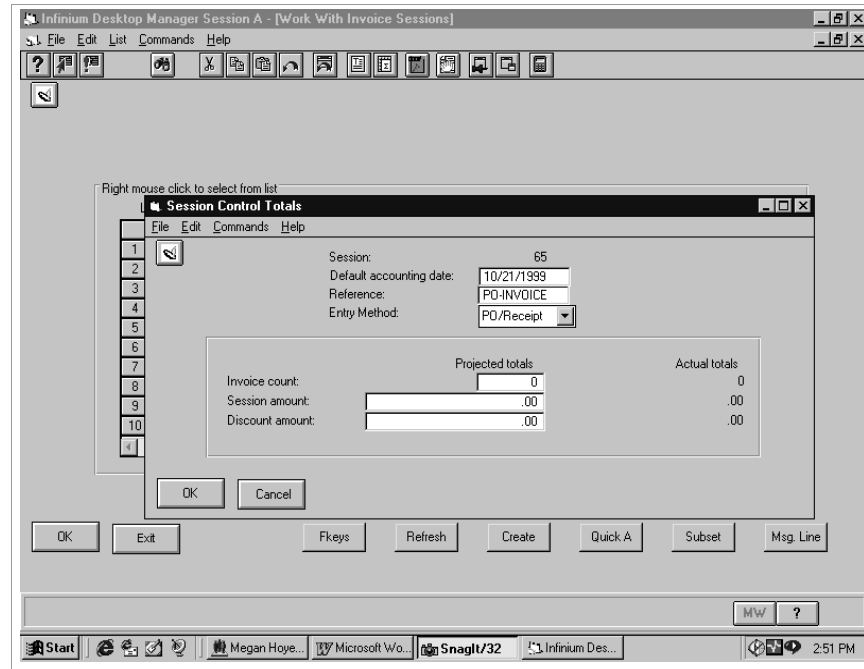 Infinium Desktop Manager Session A - [Work With Invoice Sessions]
File Edit List Commands Help
Right mouse click to select from list
Session Control Totals
File Edit Commands Help
Session: 65
Default accounting date: 10/21/1999
Reference: PO-INVOICE
Entry Method: PO/Receipt
Projected totals Actual totals
Invoice count: 0 0
Session amount: .00 .00
Discount amount: .00 .00
1
2
3
4
5
6
7
8
9
10
OK Cancel
OK Exit Fkeys Refresh Create Quick A Subset Msg. Line
MW ?
Start Megan Hoye... Microsoft Wo... SnagIt/32 Infinium Des... 2:51 PM